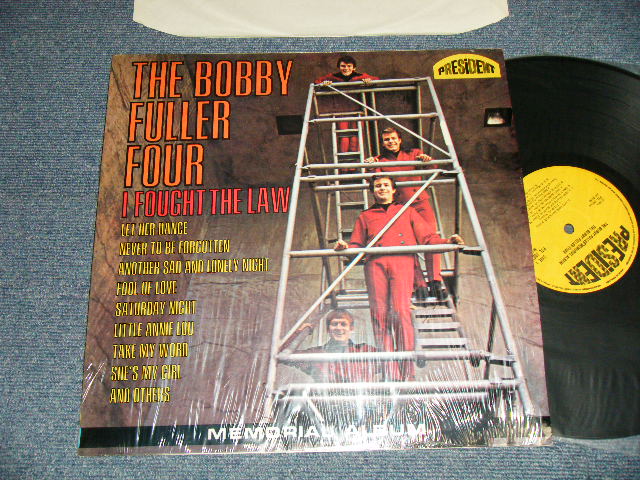 THE BOBBY
FULLER
FOUR
I FOUGHT THE LAW
LET HER DANCE
NEVER TO BE FORGOTTEN
ANOTHER SAD AND LONELY NIGHT
FOOL OF LOVE
SATURDAY NIGHT
LITTLE ANNIE LOU
TAKE MY WORD
SHE'S MY GIRL
AND OTHERS
PRESIDENT
MEMORIAL ALBUM
PRESIDENT